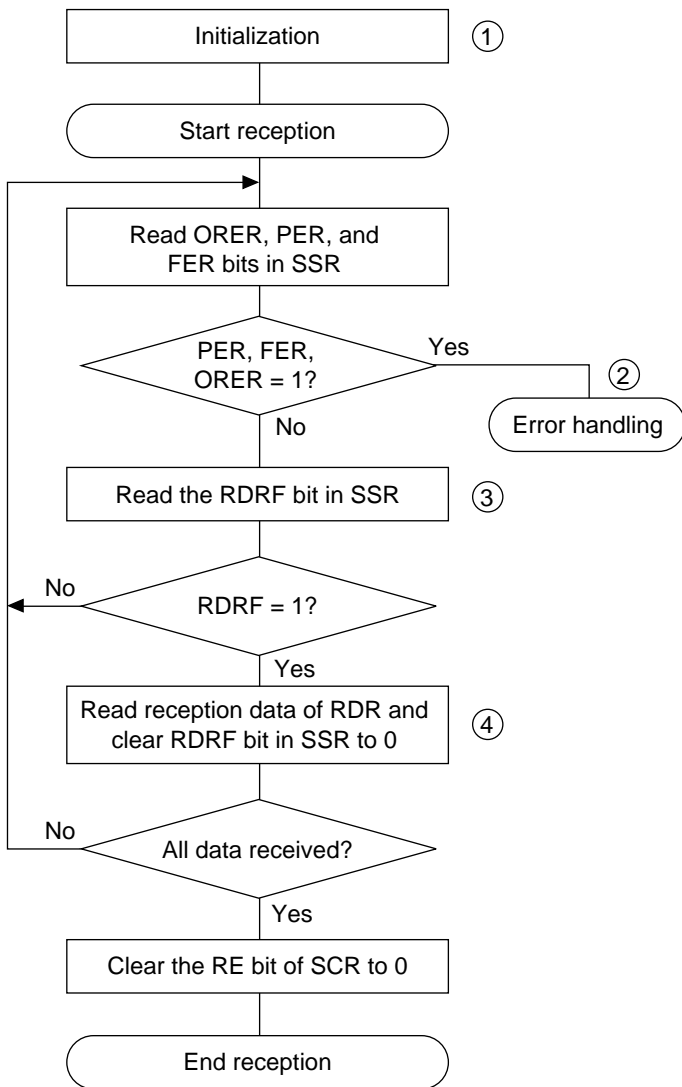 Initialization
①
Start reception
Read ORER, PER, and
FER bits in SSR
PER, FER,
ORER = 1?
Yes
②
Error handling
No
Read the RDRF bit in SSR
③
No
RDRF = 1?
Yes
Read reception data of RDR and
clear RDRF bit in SSR to 0
④
No
All data received?
Yes
Clear the RE bit of SCR to 0
End reception